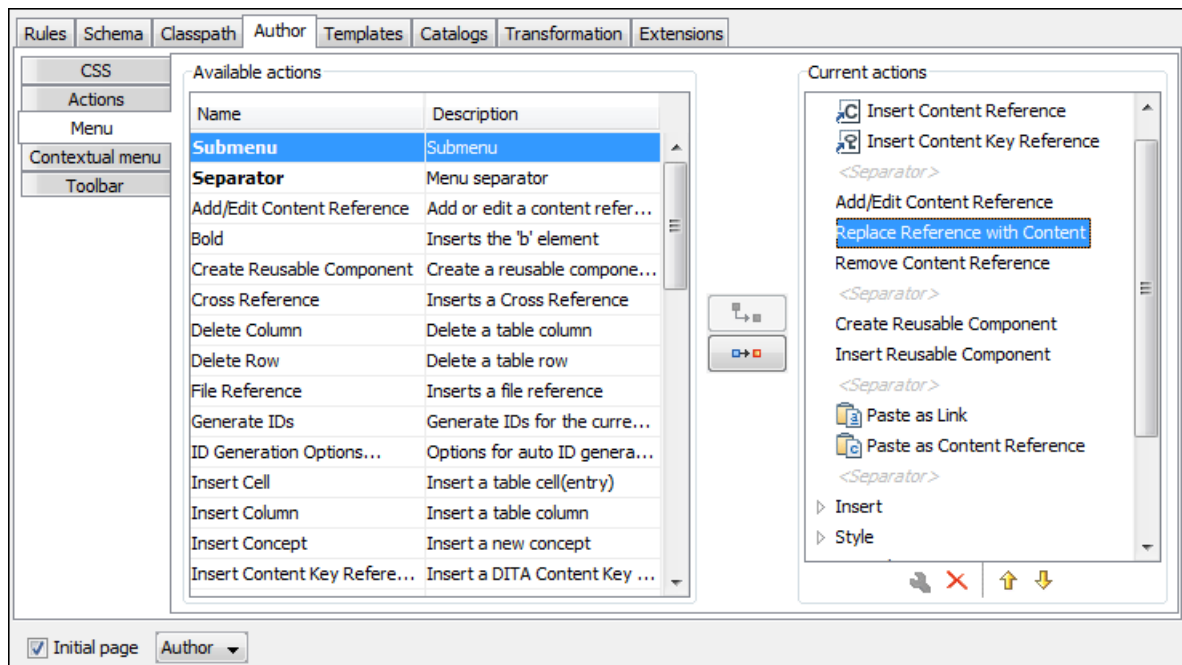 Rules Schema Classpath Author Templates Catalogs Transformation Extensions
CSS
Actions
Menu
Contextual menu
Toolbar
Available actions
Name Description
Submenu Submenu
Separator Menu separator
Add/Edit Content Reference Add or edit a content refer...
Bold Inserts the 'b' element
Create Reusable Component Create a reusable compone...
Cross Reference Inserts a Cross Reference
Delete Column Delete a table column
Delete Row Delete a table row
File Reference Inserts a file reference
Generate IDs Generate IDs for the curre...
ID Generation Options... Options for auto ID genera...
Insert Cell Insert a table cell(entry)
Insert Column Insert a table column
Insert Concept Insert a new concept
Insert Content Key Refere... Insert a DITA Content Key ...
Current actions
Insert Content Reference
Insert Content Key Reference
<Separator>
Add/Edit Content Reference
Replace Reference with Content
Remove Content Reference
<Separator>
Create Reusable Component
Insert Reusable Component
<Separator>
Paste as Link
Paste as Content Reference
<Separator>
Insert
Style
Initial page Author